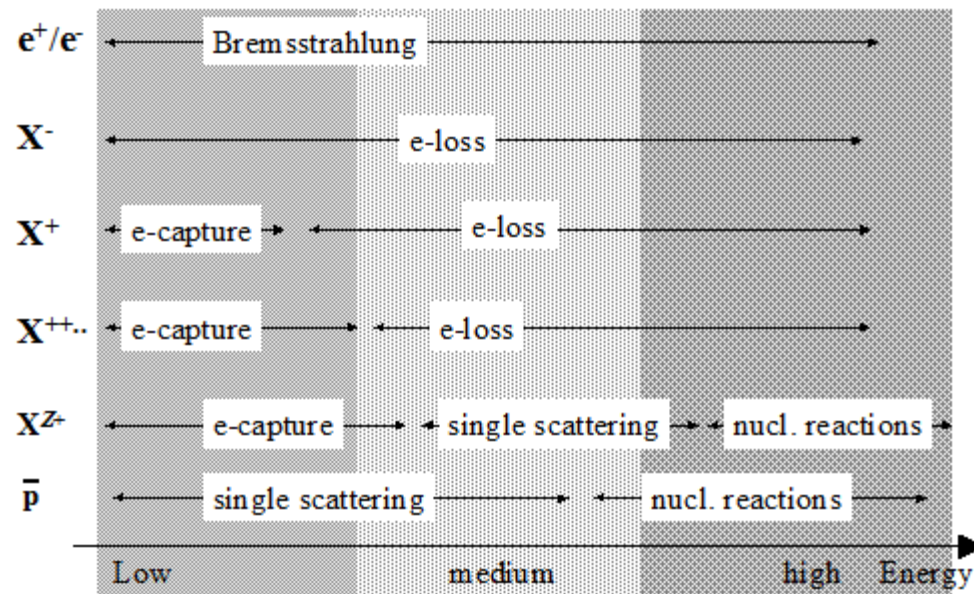 e⁺/e⁻ Bremsstrahlung
X⁻ e-loss
X⁺ e-capture e-loss
X⁺⁺·· e-capture e-loss
Xᶻ⁺ e-capture single scattering nucl. reactions
p̅ single scattering nucl. reactions
Low medium high Energy